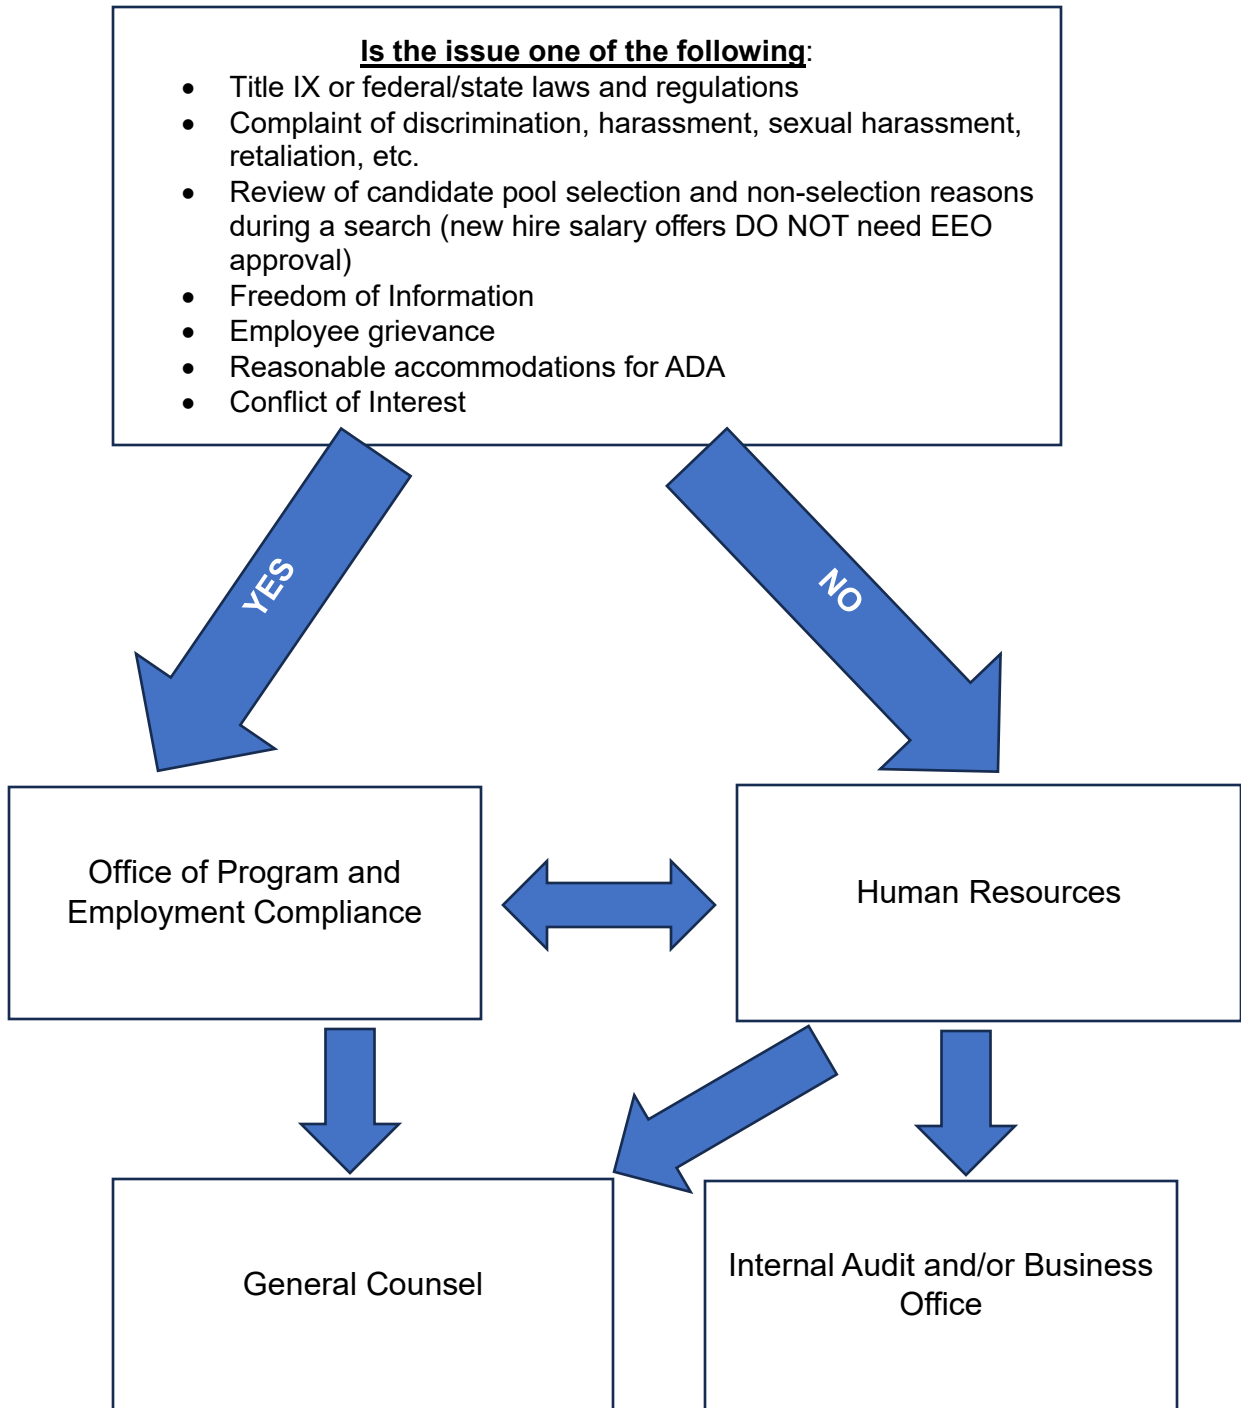 Is the issue one of the following:
• Title IX or federal/state laws and regulations
• Complaint of discrimination, harassment, sexual harassment,
retaliation, etc.
• Review of candidate pool selection and non-selection reasons
during a search (new hire salary offers DO NOT need EEO
approval)
• Freedom of Information
• Employee grievance
• Reasonable accommodations for ADA
• Conflict of Interest
YES
NO
Office of Program and
Employment Compliance
Human Resources
General Counsel
Internal Audit and/or Business
Office